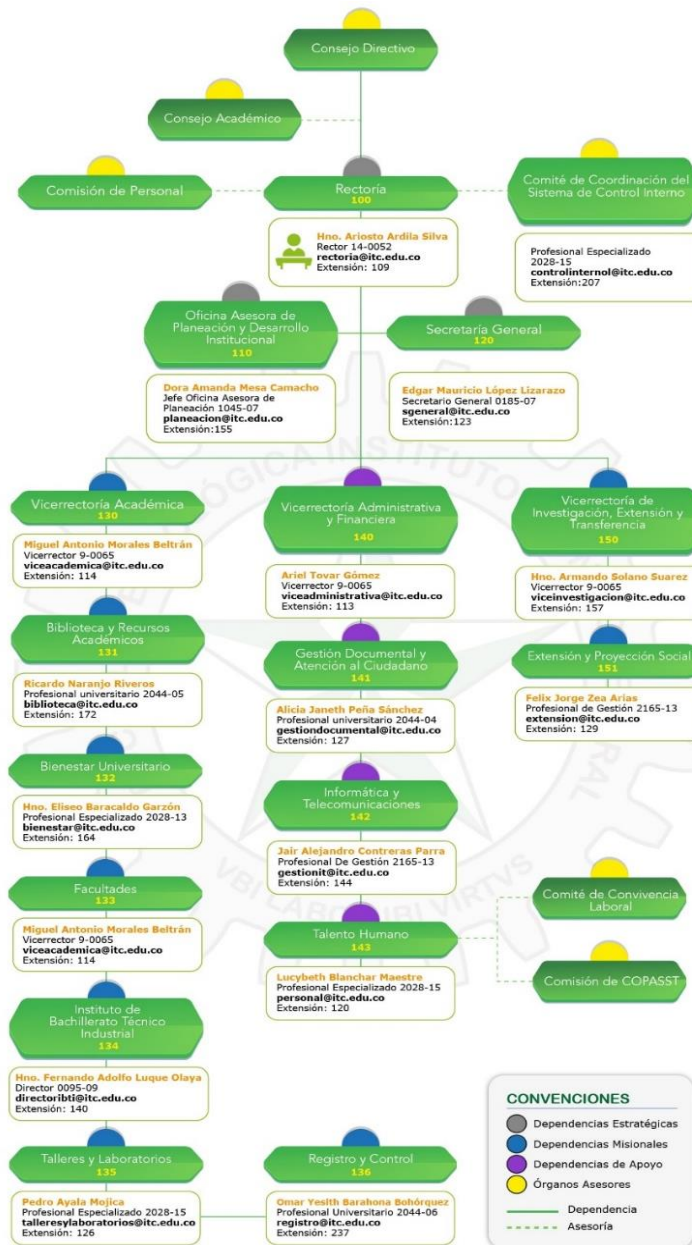 Consejo Directivo
Consejo Académico
Comisión de Personal
Rectoría
100
Comité de Coordinación del
Sistema de Control Interno
Hno. Ariosto Ardila Silva
Rector 14-0052
rectoria@itc.edu.co
Extensión: 109
Profesional Especializado
2028-15
controlinternol@itc.edu.co
Extensión:207
Oficina Asesora de
Planeación y Desarrollo
Institucional
110
Secretaría General
120
Dora Amanda Mesa Camacho
Jefe Oficina Asesora de
Planeación 1045-07
planeacion@itc.edu.co
Extensión:155
Edgar Mauricio López Lizarazo
Secretario General 0185-07
sgeneral@itc.edu.co
Extensión:123
Vicerrectoría Académica
130
Miguel Antonio Morales Beltrán
Vicerrector 9-0065
viceacademica@itc.edu.co
Extensión: 114
Biblioteca y Recursos
Académicos
131
Ricardo Naranjo Riveros
Profesional universitario 2044-05
biblioteca@itc.edu.co
Extensión: 172
Bienestar Universitario
132
Hno. Eliseo Baracaldo Garzón
Profesional Especializado 2028-13
bienestar@itc.edu.co
Extensión: 164
Facultades
133
Miguel Antonio Morales Beltrán
Vicerrector 9-0065
viceacademica@itc.edu.co
Extensión: 114
Instituto de
Bachillerato Técnico
Industrial
134
Hno. Fernando Adolfo Luque Olaya
Director 0095-09
directoribti@itc.edu.co
Extensión: 140
Talleres y Laboratorios
135
Pedro Ayala Mojica
Profesional Especializado 2028-15
talleresylaboratorios@itc.edu.co
Extensión: 126
Registro y Control
136
Omar Yesith Barahona Bohórquez
Profesional Universitario 2044-06
registro@itc.edu.co
Extensión: 237
Vicerrectoría Administrativa
y Financiera
140
Ariel Tovar Gómez
Vicerrector 9-0065
viceadministrativa@itc.edu.co
Extensión: 113
Gestión Documental y
Atención al Ciudadano
141
Alicia Janeth Peña Sánchez
Profesional universitario 2044-04
gestiondocumental@itc.edu.co
Extensión: 127
Informática y
Telecomunicaciones
142
Jair Alejandro Contreras Parra
Profesional De Gestión 2165-13
gestionit@itc.edu.co
Extensión: 144
Talento Humano
143
Lucybeth Blanchar Maestre
Profesional Especializado 2028-15
personal@itc.edu.co
Extensión: 120
Vicerrectoría de
Investigación, Extensión y
Transferencia
150
Hno. Armando Solano Suarez
Vicerrector 9-0065
viceinvestigacion@itc.edu.co
Extensión: 157
Extensión y Proyección Social
151
Felix Jorge Zea Arias
Profesional de Gestión 2165-13
extension@itc.edu.co
Extensión: 129
Comité de Convivencia
Laboral
Comisión de COPASST
CONVENCIONES
Dependencias Estratégicas
Dependencias Misionales
Dependencias de Apoyo
Órganos Asesores
Dependencia
Asesoría